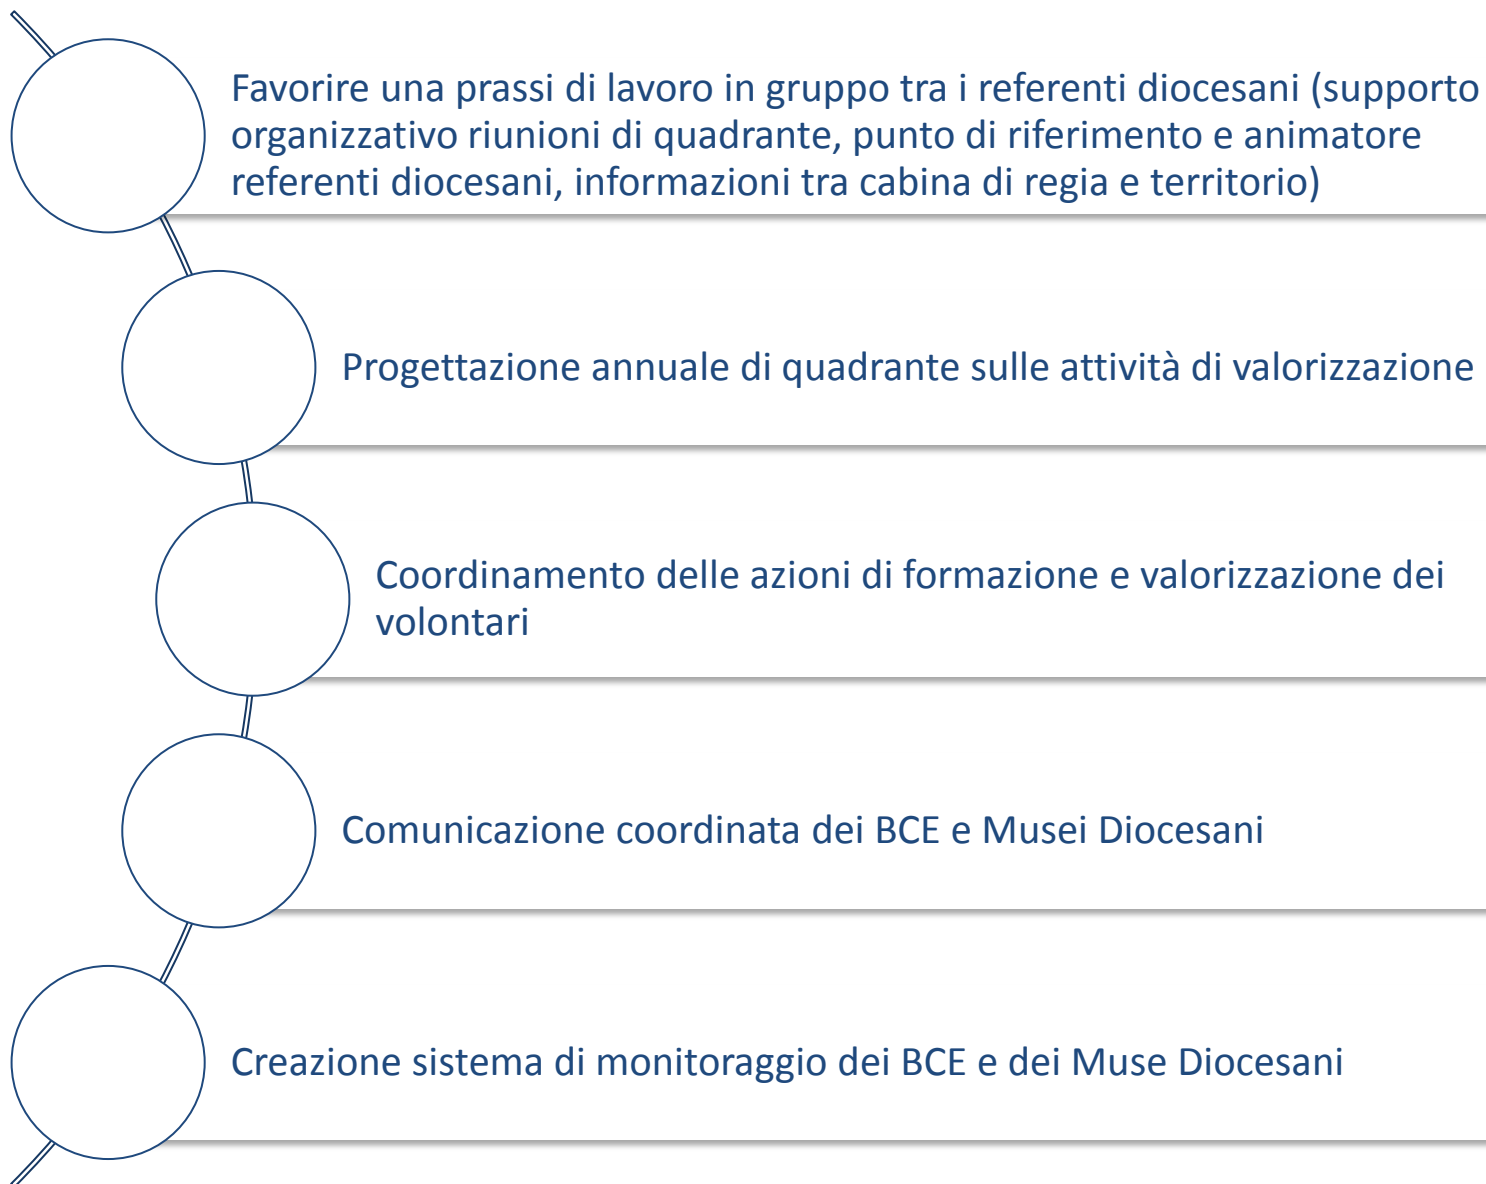 Favorire una prassi di lavoro in gruppo tra i referenti diocesani (supporto
organizzativo riunioni di quadrante, punto di riferimento e animatore
referenti diocesani, informazioni tra cabina di regia e territorio)
Progettazione annuale di quadrante sulle attività di valorizzazione
Coordinamento delle azioni di formazione e valorizzazione dei
volontari
Comunicazione coordinata dei BCE e Musei Diocesani
Creazione sistema di monitoraggio dei BCE e dei Muse Diocesani